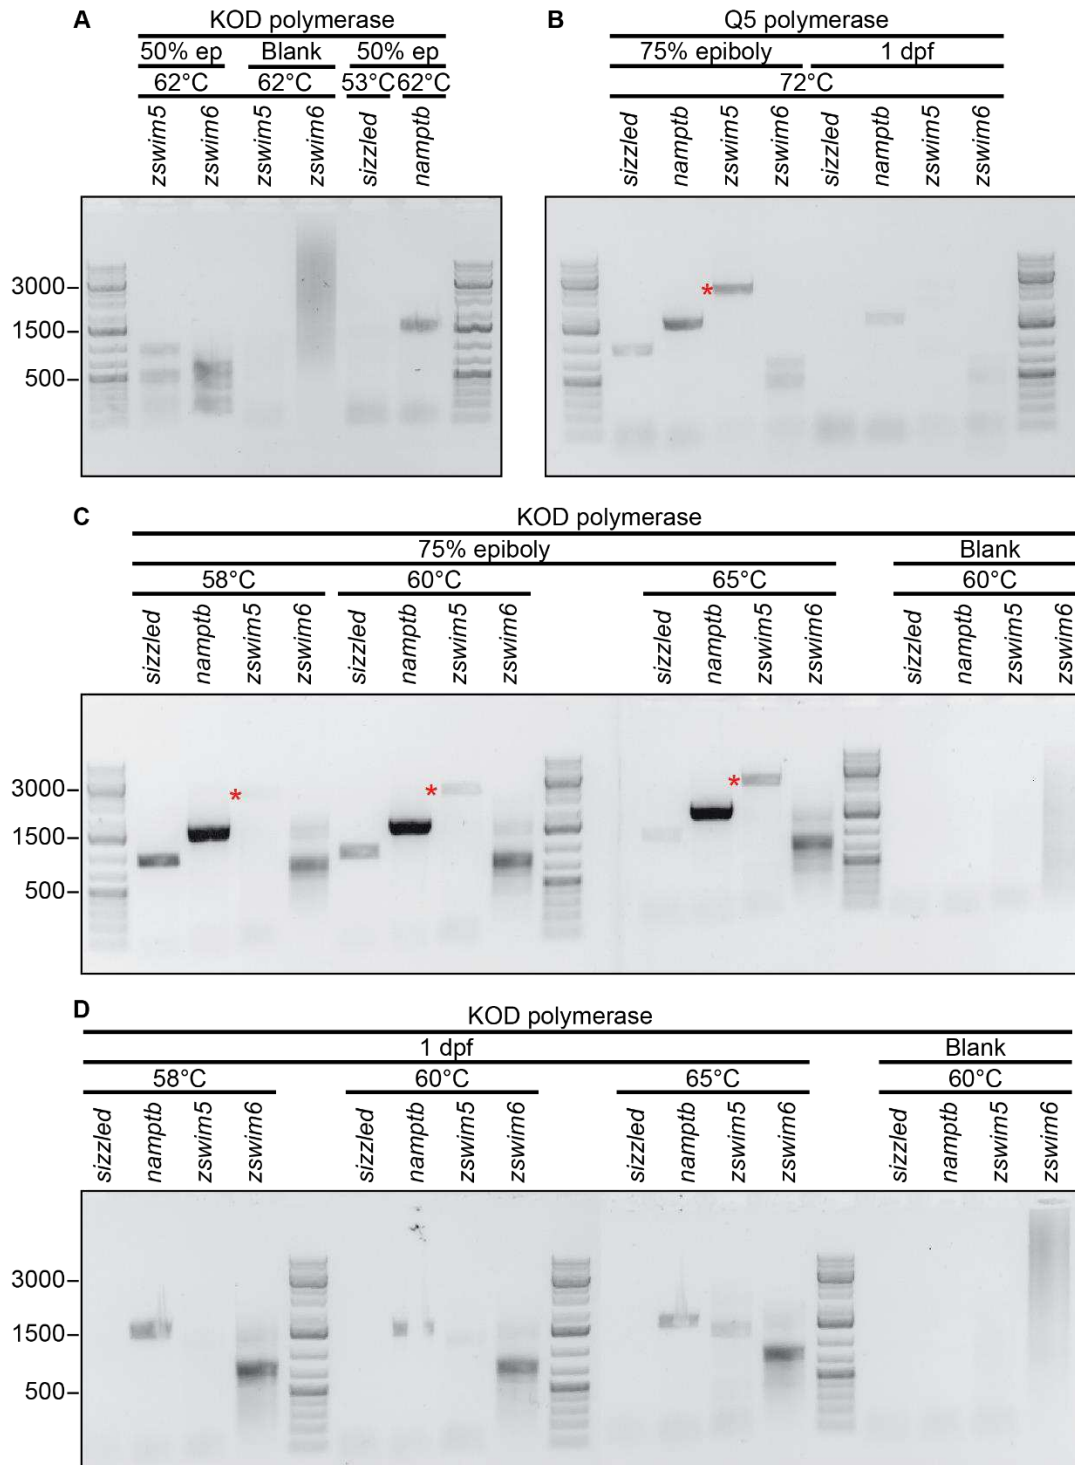 A
KOD polymerase
50% ep Blank 50% ep
62°C 62°C 53°C 62°C
zswim5 zswim6 zswim5 zswim6 sizzled namptb
3000
1500
500
*
B
Q5 polymerase
75% epiboly 1 dpf
72°C
sizzled namptb zswim5 zswim6 sizzled namptb zswim5 zswim6
*
C
KOD polymerase
75% epiboly Blank
58°C 60°C 65°C 60°C
sizzled namptb zswim5 zswim6 sizzled namptb zswim5 zswim6 sizzled namptb zswim5 zswim6 sizzled namptb zswim5 zswim6
3000
1500
500
* * *
D
KOD polymerase
1 dpf Blank
58°C 60°C 65°C 60°C
sizzled namptb zswim5 zswim6 sizzled namptb zswim5 zswim6 sizzled namptb zswim5 zswim6 sizzled namptb zswim5 zswim6
3000
1500
500